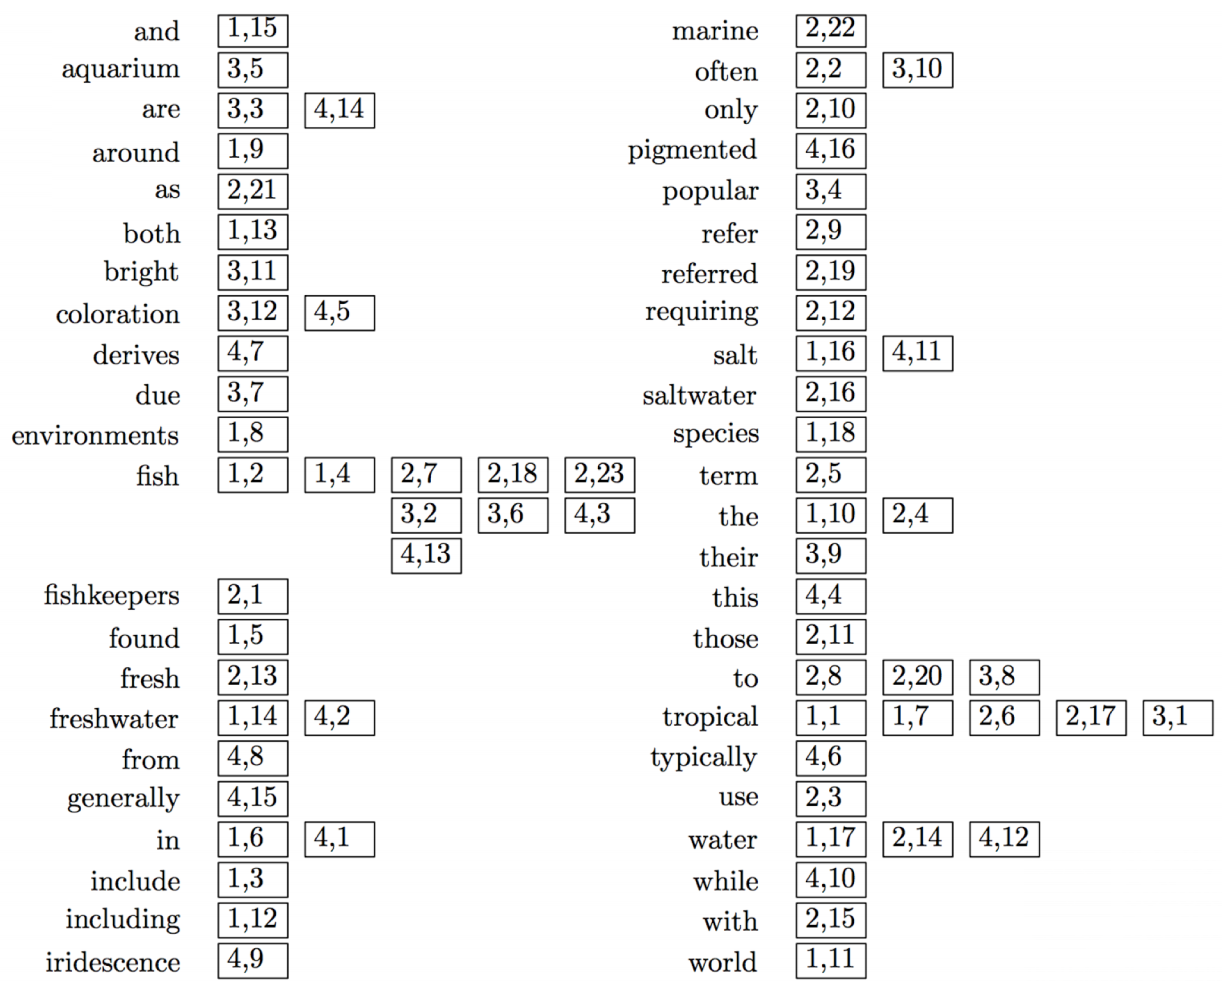 and 1,15
aquarium 3,5
are 3,3 4,14
around 1,9
as 2,21
both 1,13
bright 3,11
coloration 3,12 4,5
derives 4,7
due 3,7
environments 1,8
fish 1,2 1,4 2,7 2,18 2,23
3,2 3,6 4,3
4,13
fishkeepers 2,1
found 1,5
fresh 2,13
freshwater 1,14 4,2
from 4,8
generally 4,15
in 1,6 4,1
include 1,3
including 1,12
iridescence 4,9
marine 2,22
often 2,2 3,10
only 2,10
pigmented 4,16
popular 3,4
refer 2,9
referred 2,19
requiring 2,12
salt 1,16 4,11
saltwater 2,16
species 1,18
term 2,5
the 1,10 2,4
their 3,9
this 4,4
those 2,11
to 2,8 2,20 3,8
tropical 1,1 1,7 2,6 2,17 3,1
typically 4,6
use 2,3
water 1,17 2,14 4,12
while 4,10
with 2,15
world 1,11